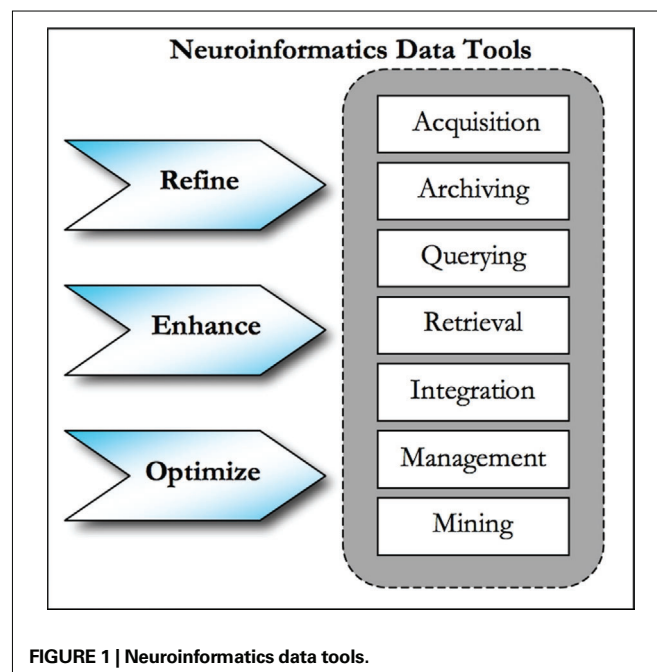 Neuroinformatics Data Tools
Refine
Enhance
Optimize
Acquisition
Archiving
Querying
Retrieval
Integration
Management
Mining
FIGURE 1 | Neuroinformatics data tools.